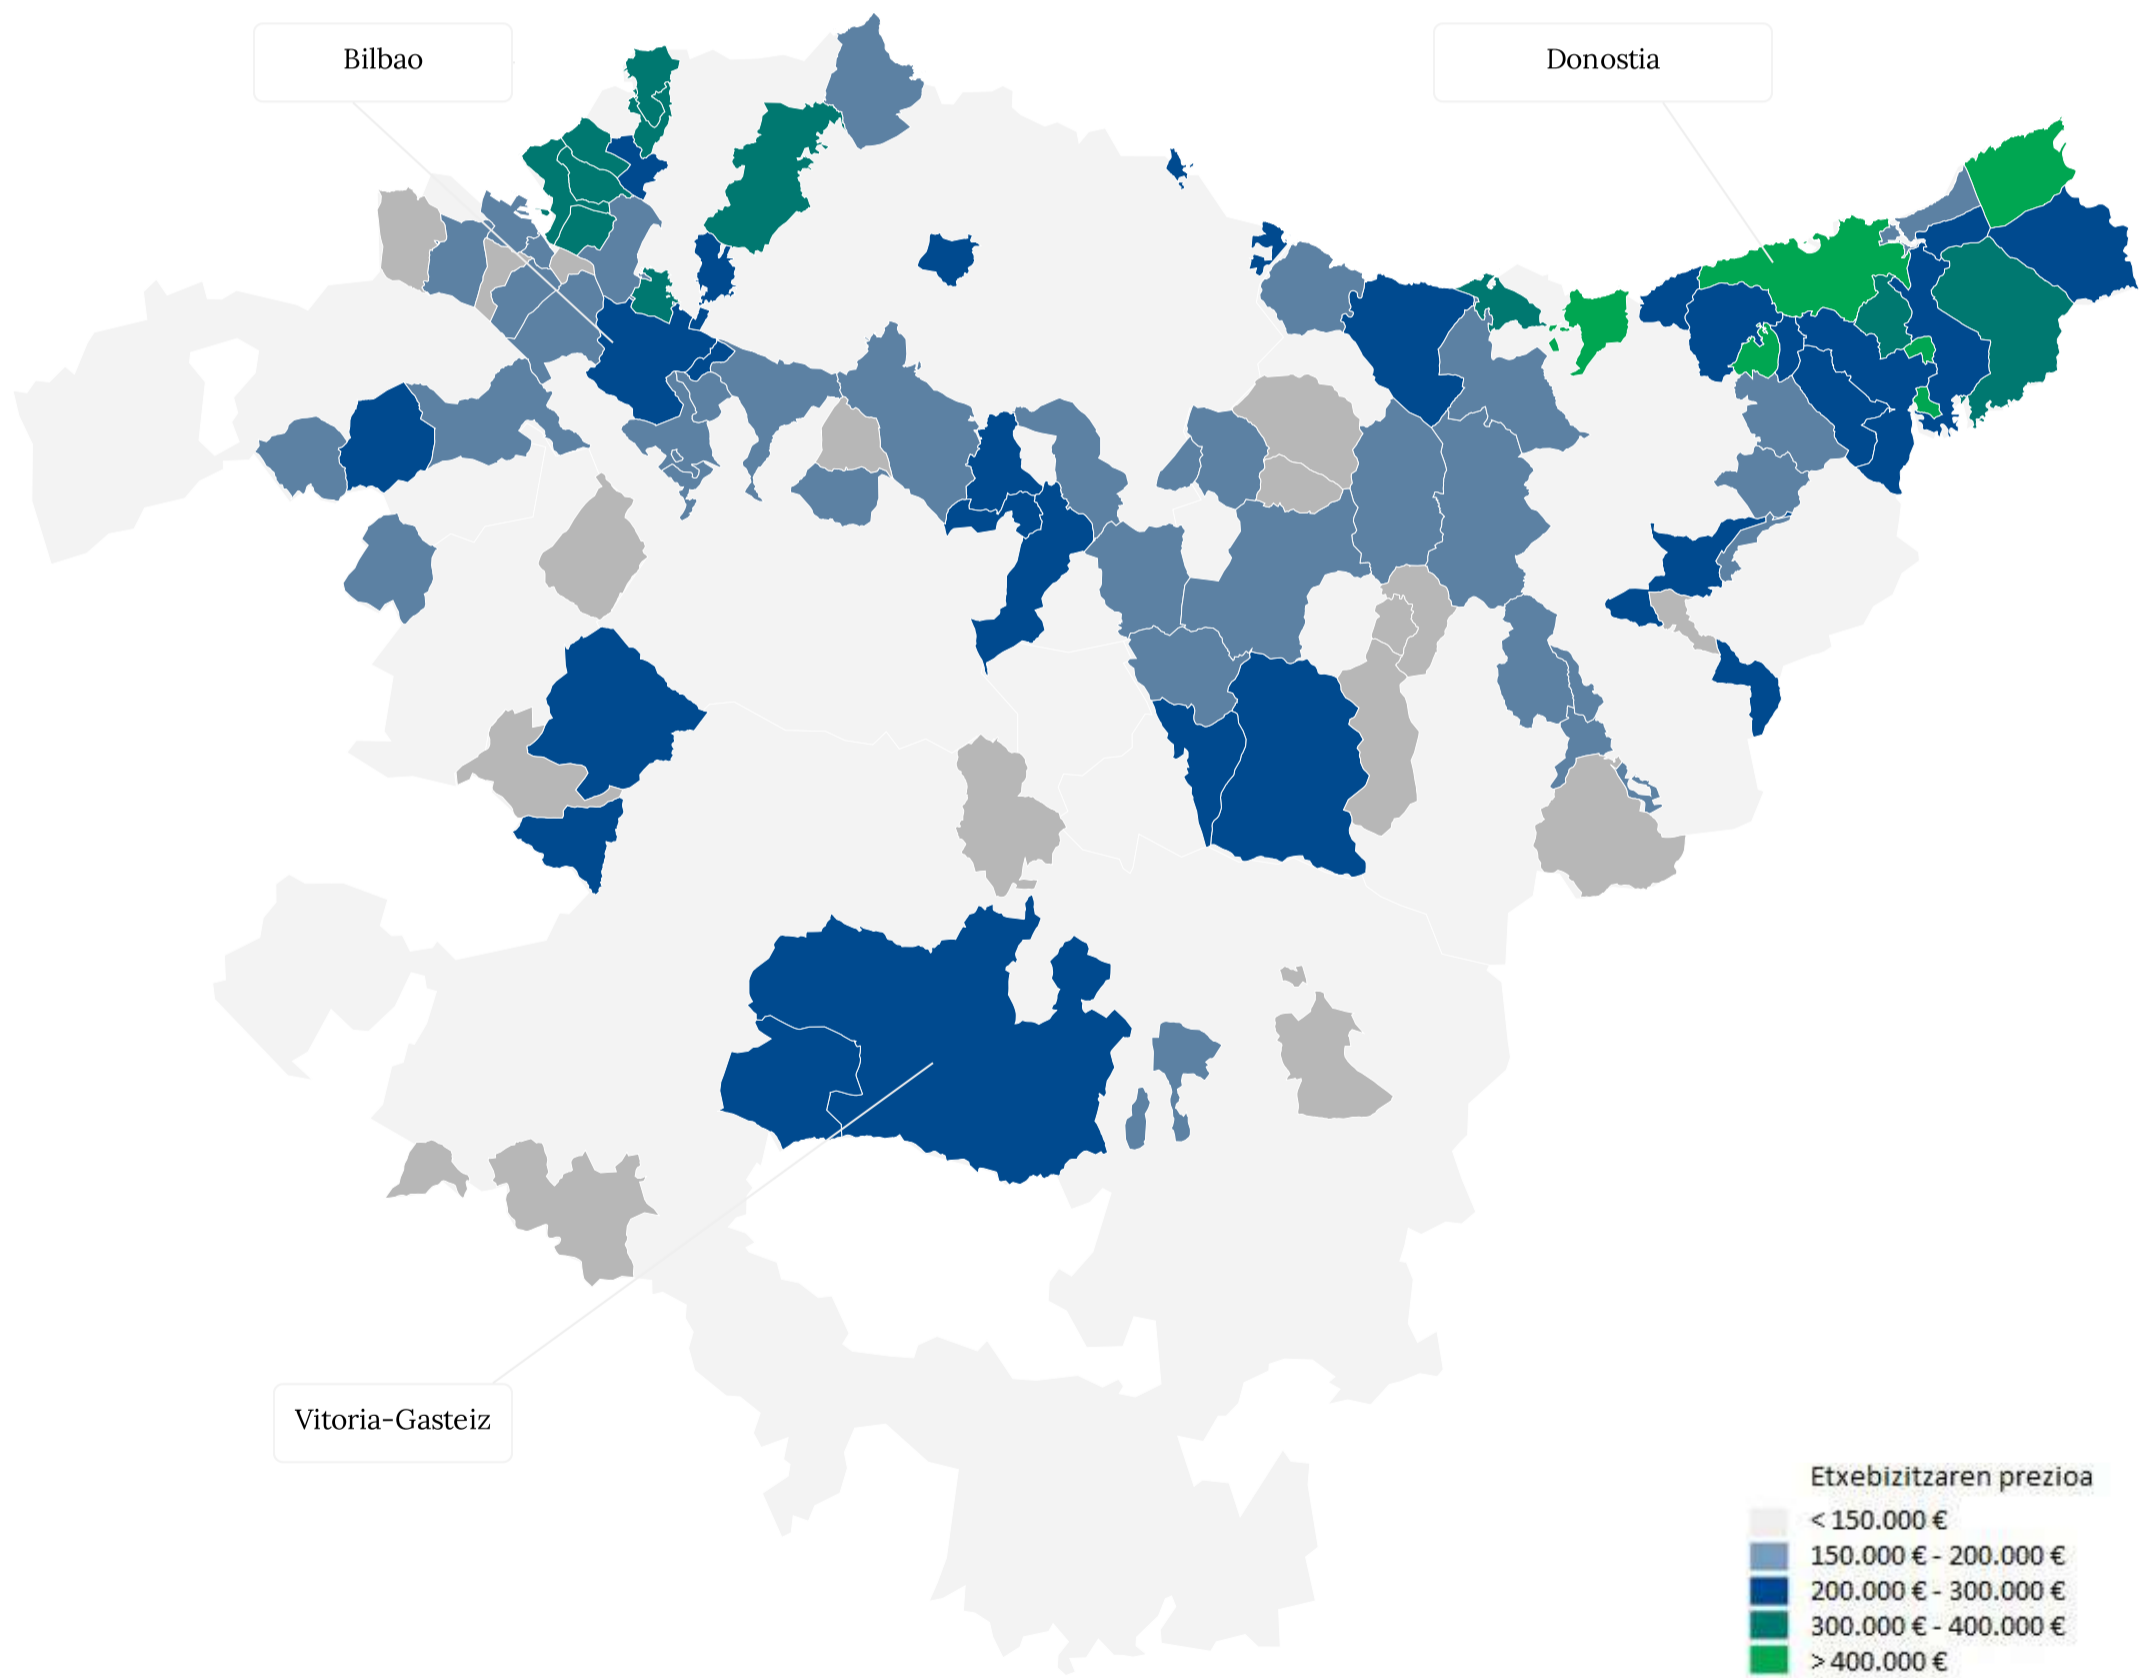 Bilbao
Donostia
Vitoria-Gasteiz
Etxebizitzaren prezioa
< 150.000 €
150.000 € - 200.000 €
200.000 € - 300.000 €
300.000 € - 400.000 €
> 400.000 €